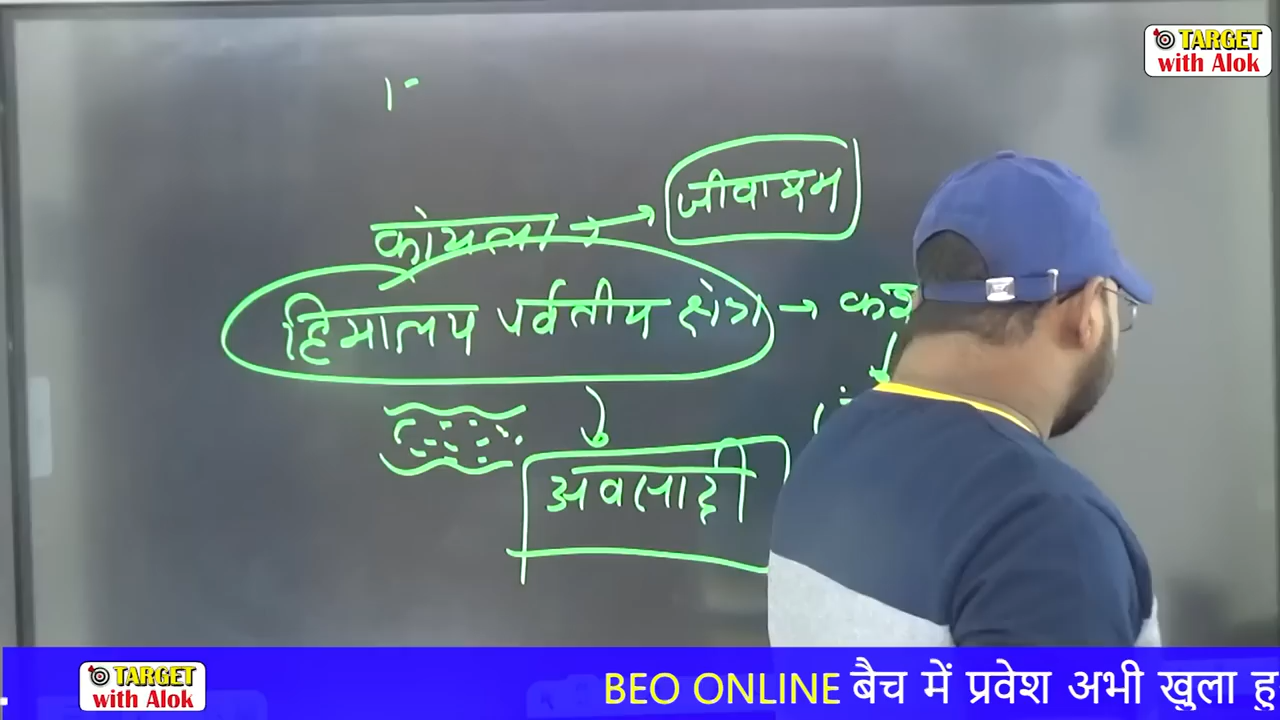 TARGET
with Alok
कोयला → जीवाश्म
हिमालय पर्वतीय क्षेत्र →
अवसादी
TARGET
with Alok
BEO ONLINE बैच में प्रवेश अभी खुला हु